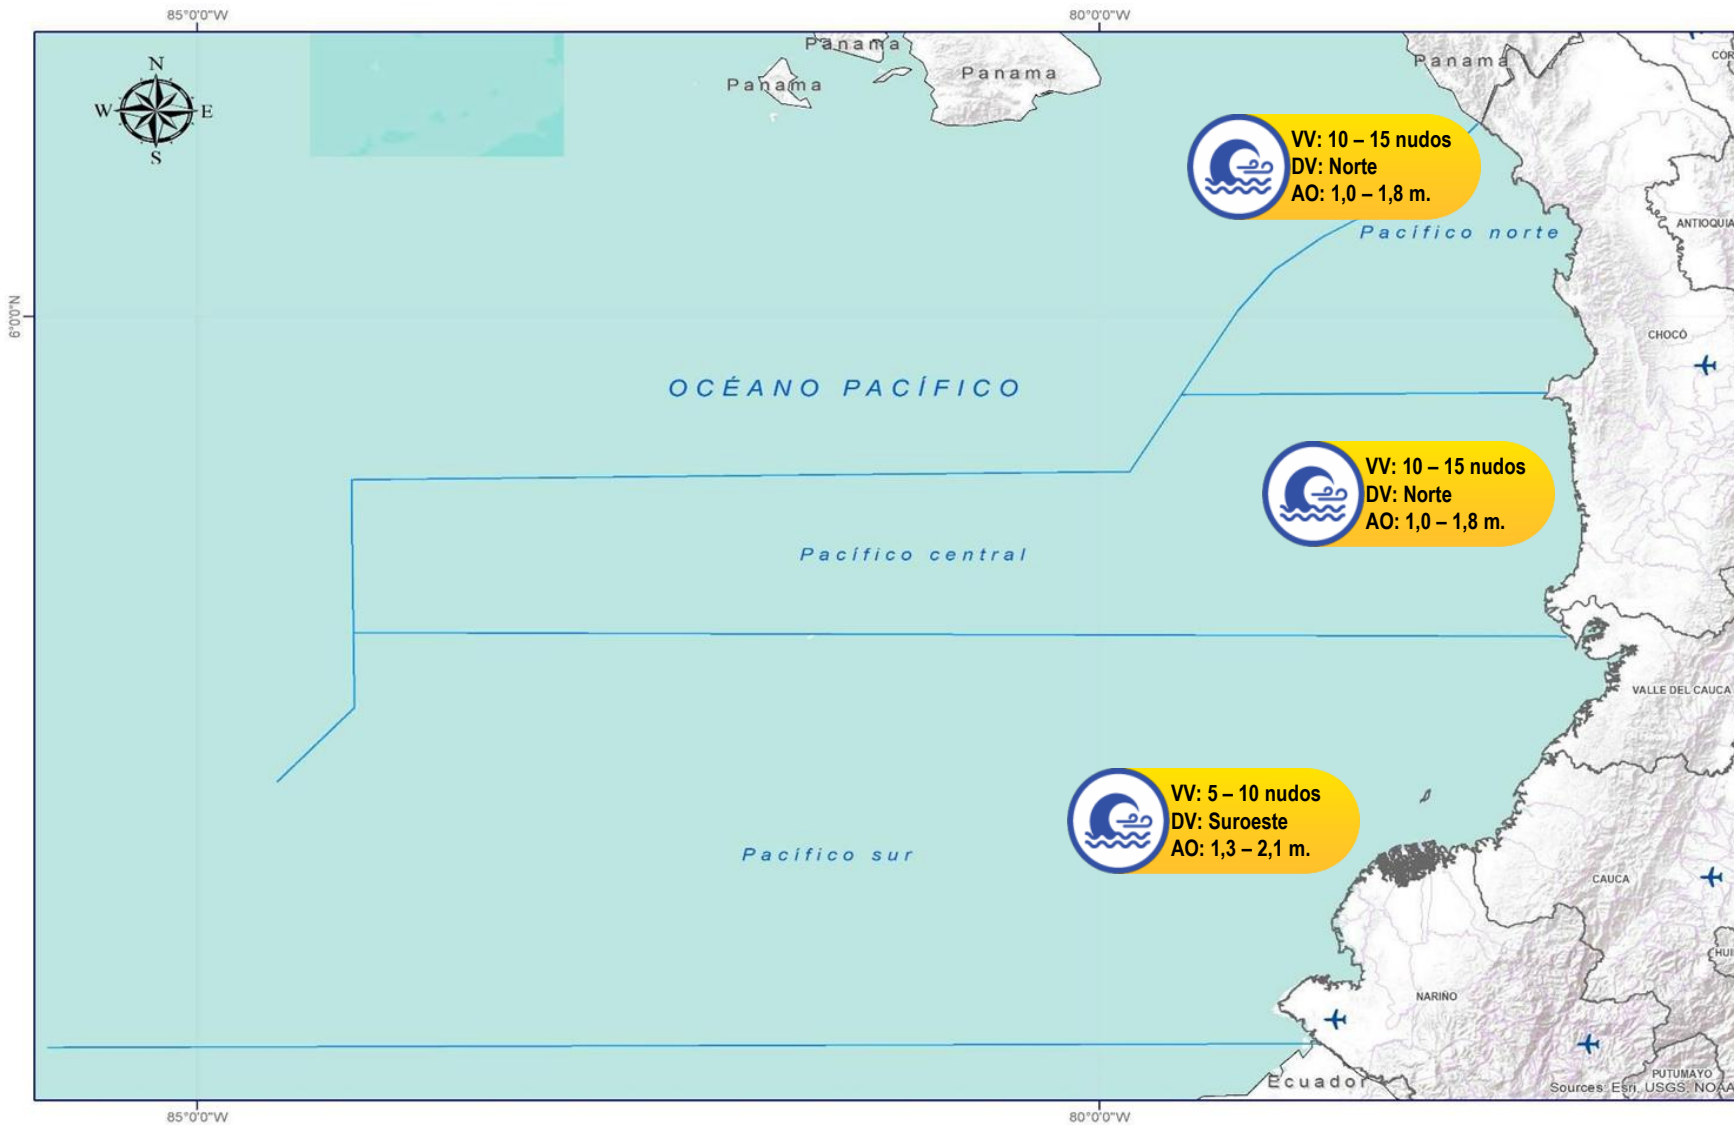 85°0'0"W
80°0'0"W
Panama
Panama
Panama
Panama
N
W
E
S
VV: 10 – 15 nudos
DV: Norte
AO: 1,0 – 1,8 m.
Pacífico norte
ANTIOQUIA
6°0'0"N
CHOCÓ
OCÉANO PACÍFICO
VV: 10 – 15 nudos
DV: Norte
AO: 1,0 – 1,8 m.
Pacífico central
VALLE DEL CAUCA
VV: 5 – 10 nudos
DV: Suroeste
AO: 1,3 – 2,1 m.
Pacífico sur
CAUCA
HUI
NARIÑO
PUTUMAYO
Ecuador
Sources: Esri, USGS, NOAA
85°0'0"W
80°0'0"W